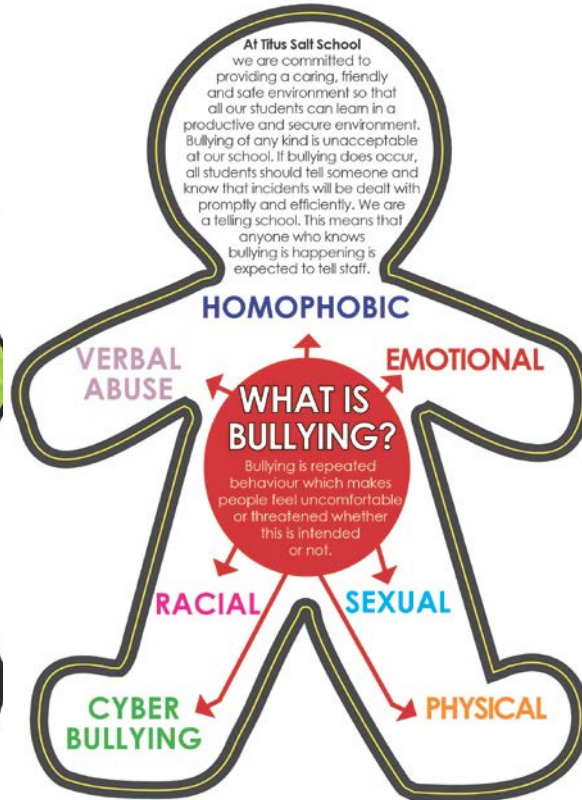 At Titus Salt School
we are committed to
providing a caring, friendly
and safe environment so that
all our students can learn in a
productive and secure environment.
Bullying of any kind is unacceptable
at our school. If bullying does occur,
all students should tell someone and
know that incidents will be dealt with
promptly and efficiently. We are
a telling school. This means that
anyone who knows
bullying is happening is
expected to tell staff.
HOMOPHOBIC
VERBAL
ABUSE
EMOTIONAL
WHAT IS
BULLYING?
Bullying is repeated
behaviour which makes
people feel uncomfortable
or threatened whether
this is intended
or not.
RACIAL
SEXUAL
CYBER
BULLYING
PHYSICAL